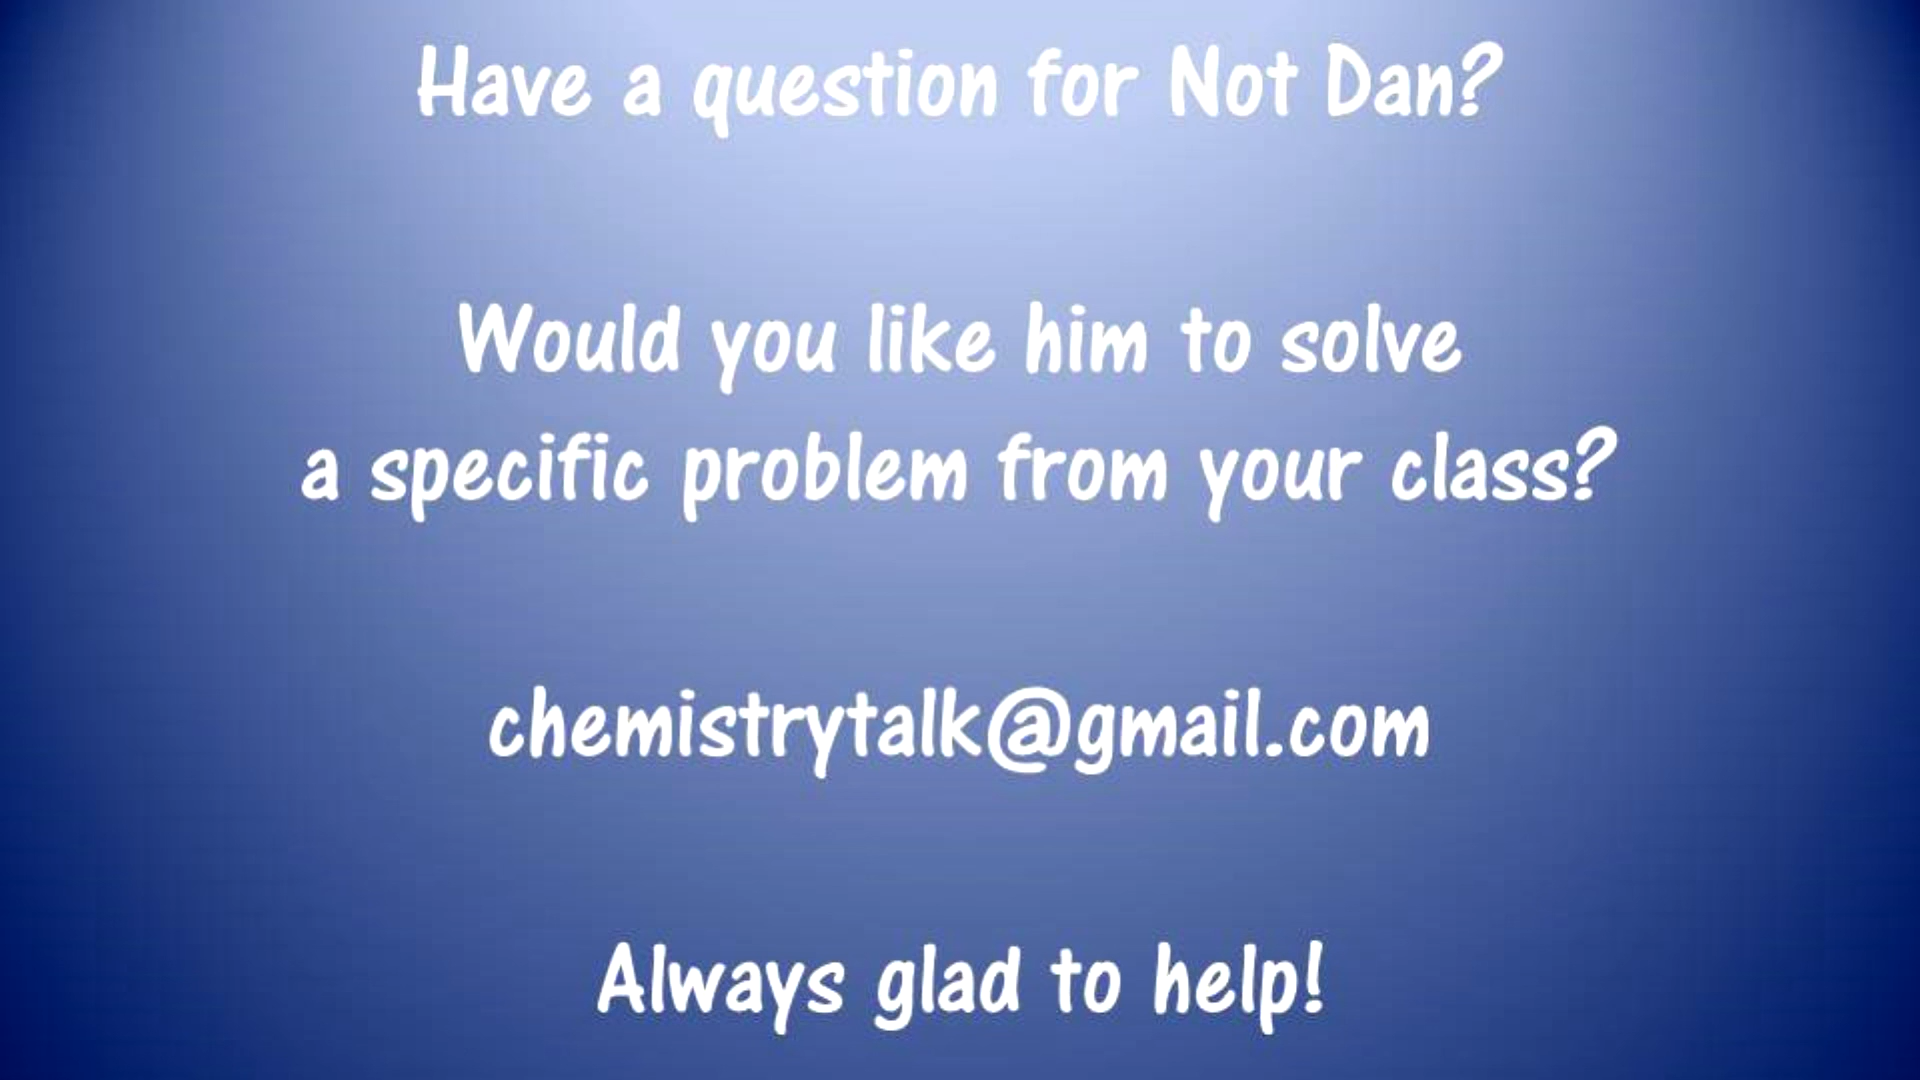 Have a question for Not Dan?
Would you like him to solve
a specific problem from your class?
chemistrytalk@gmail.com
Always glad to help!